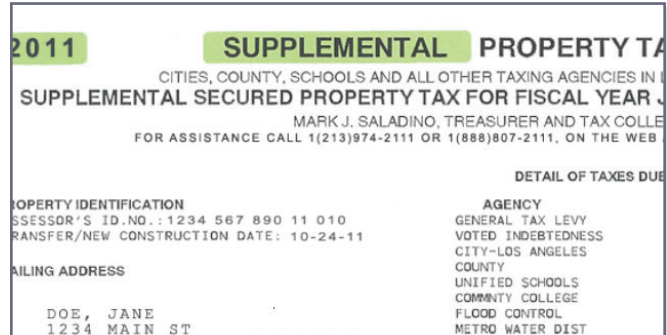 2011 SUPPLEMENTAL PROPERTY TA
CITIES, COUNTY, SCHOOLS AND ALL OTHER TAXING AGENCIES IN L
SUPPLEMENTAL SECURED PROPERTY TAX FOR FISCAL YEAR J
MARK J. SALADINO, TREASURER AND TAX COLLE
FOR ASSISTANCE CALL 1(213)974-2111 OR 1(888)807-2111, ON THE WEB
DETAIL OF TAXES DUE
ROPERTY IDENTIFICATION
SSESSOR'S ID.NO.:1234 567 890 11 010
RANSFER/NEW CONSTRUCTION DATE: 10-24-11
AILING ADDRESS
DOE, JANE
1234 MAIN ST
AGENCY
GENERAL TAX LEVY
VOTED INDEBTEDNESS
CITY-LOS ANGELES
COUNTY
UNIFIED SCHOOLS
COMMNTY COLLEGE
FLOOD CONTROL
METRO WATER DIST